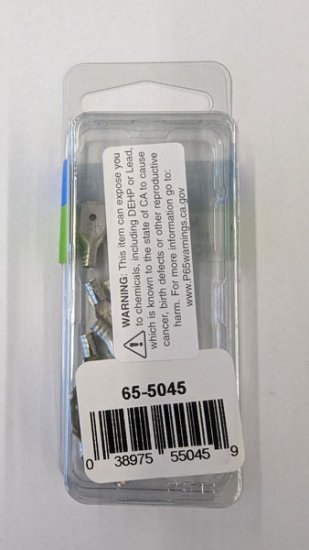 WARNING: This item can expose you
to chemicals, including DEHP or Lead,
which is known to the state of CA to cause
cancer, birth defects or other reproductive
harm. For more information go to:
www.P65warnings.ca.gov
65-5045
0 38975 55045 9